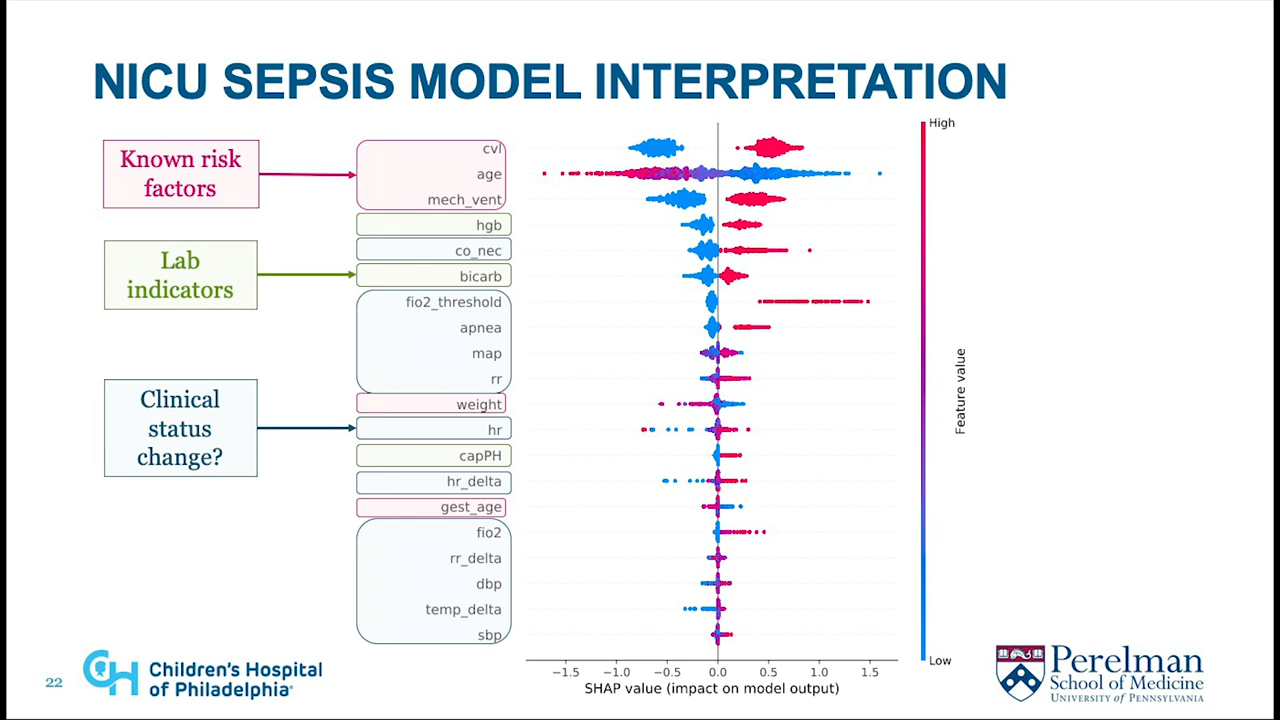 NICU SEPSIS MODEL INTERPRETATION
Known risk
factors
Lab
indicators
Clinical
status
change?
cvl
age
mech_vent
hgb
co_nec
bicarb
fio2_threshold
apnea
map
rr
weight
hr
capPH
hr_delta
gest_age
fio2
rr_delta
dbp
temp_delta
sbp
−1.5 −1.0 −0.5 0.0 0.5 1.0 1.5
SHAP value (impact on model output)
High
Feature value
Low
22
CH Children's Hospital
of Philadelphia
Perelman
School of Medicine
University of Pennsylvania